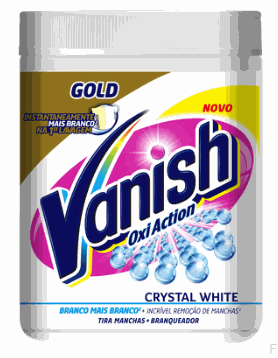 GOLD
INSTANTANEAMENTE
MAIS BRANCO
NA 1ª LAVAGEM
NOVO
Vanish
Oxi Action
CRYSTAL WHITE
BRANCO MAIS BRANCO² + INCRÍVEL REMOÇÃO DE MANCHAS³
TIRA MANCHAS + BRANQUEADOR
F